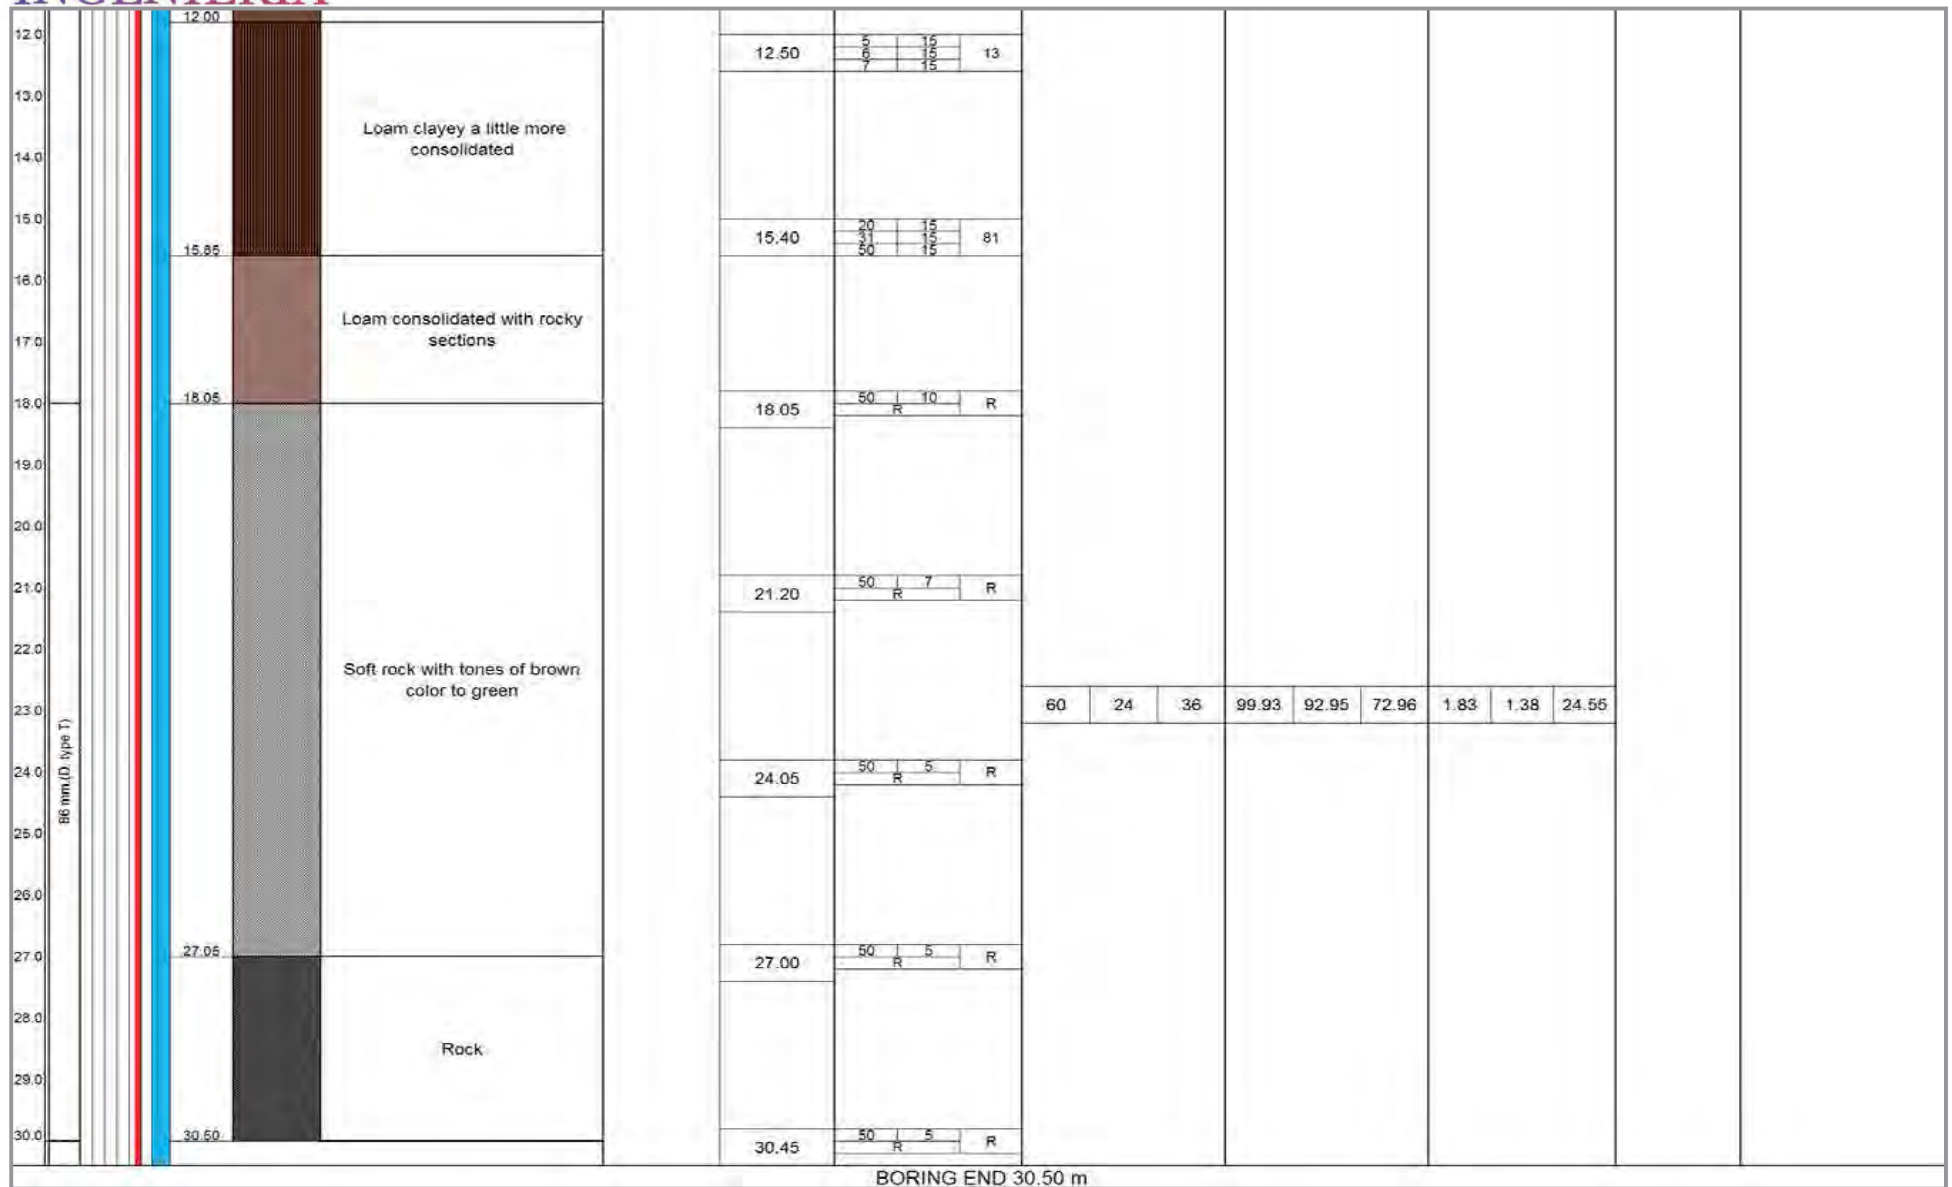 INGENIERIA
12.0
13.0
14.0
15.0
16.0
17.0
18.0
19.0
20.0
21.0
22.0
23.0
24.0
25.0
26.0
27.0
28.0
29.0
30.0
86 mm.(D. type T)
12.00
15.85
18.05
27.05
30.50
Loam clayey a little more
consolidated
Loam consolidated with rocky
sections
Soft rock with tones of brown
color to green
Rock
12.50
5 15
6 15 13
7 15
15.40
20 15
31 15 81
50 15
18.05
50 10 R
R
21.20
50 7 R
R
60 24 36 99.93 92.95 72.96 1.83 1.38 24.55
24.05
50 5 R
R
27.00
50 5 R
R
30.45
50 5 R
R
BORING END 30.50 m